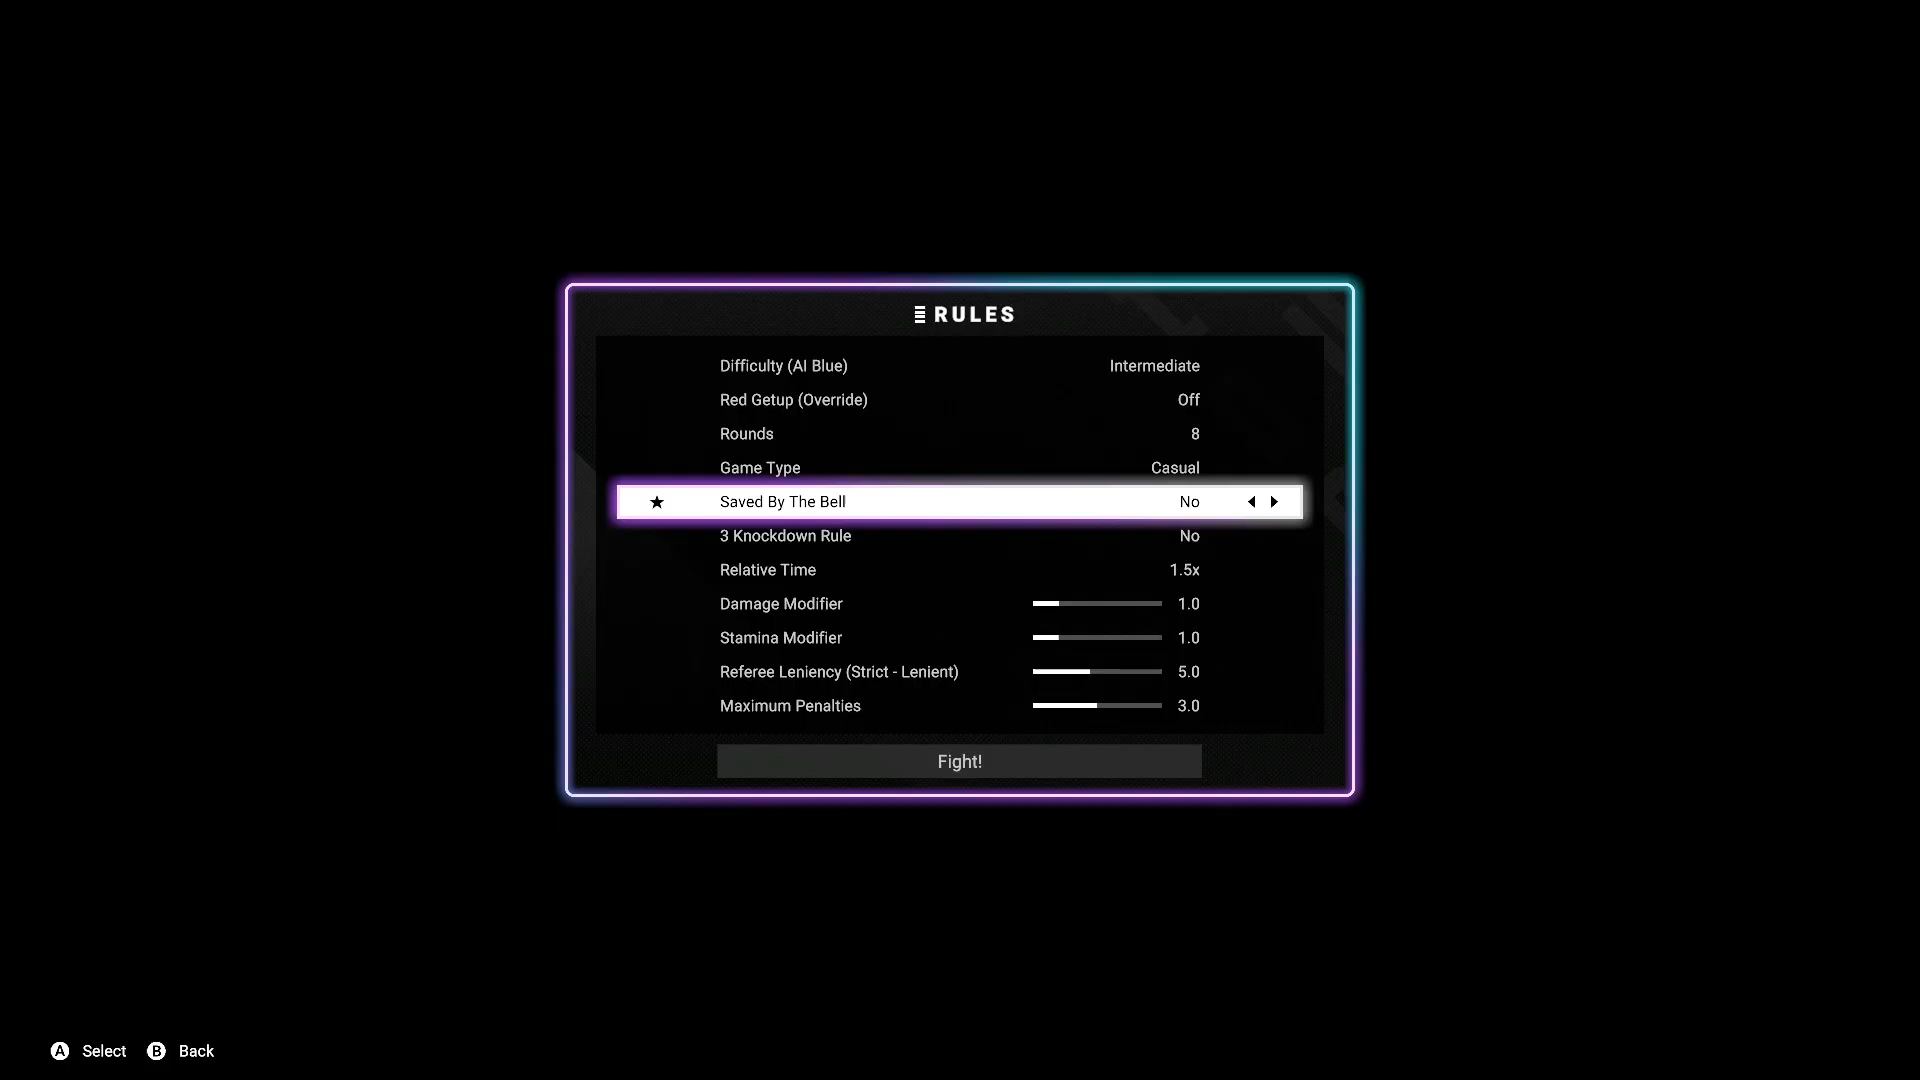 RULES
Difficulty (AI Blue) Intermediate
Red Getup (Override) Off
Rounds 8
Game Type Casual
Saved By The Bell No
3 Knockdown Rule No
Relative Time 1.5x
Damage Modifier 1.0
Stamina Modifier 1.0
Referee Leniency (Strict - Lenient) 5.0
Maximum Penalties 3.0
Fight!
A Select B Back